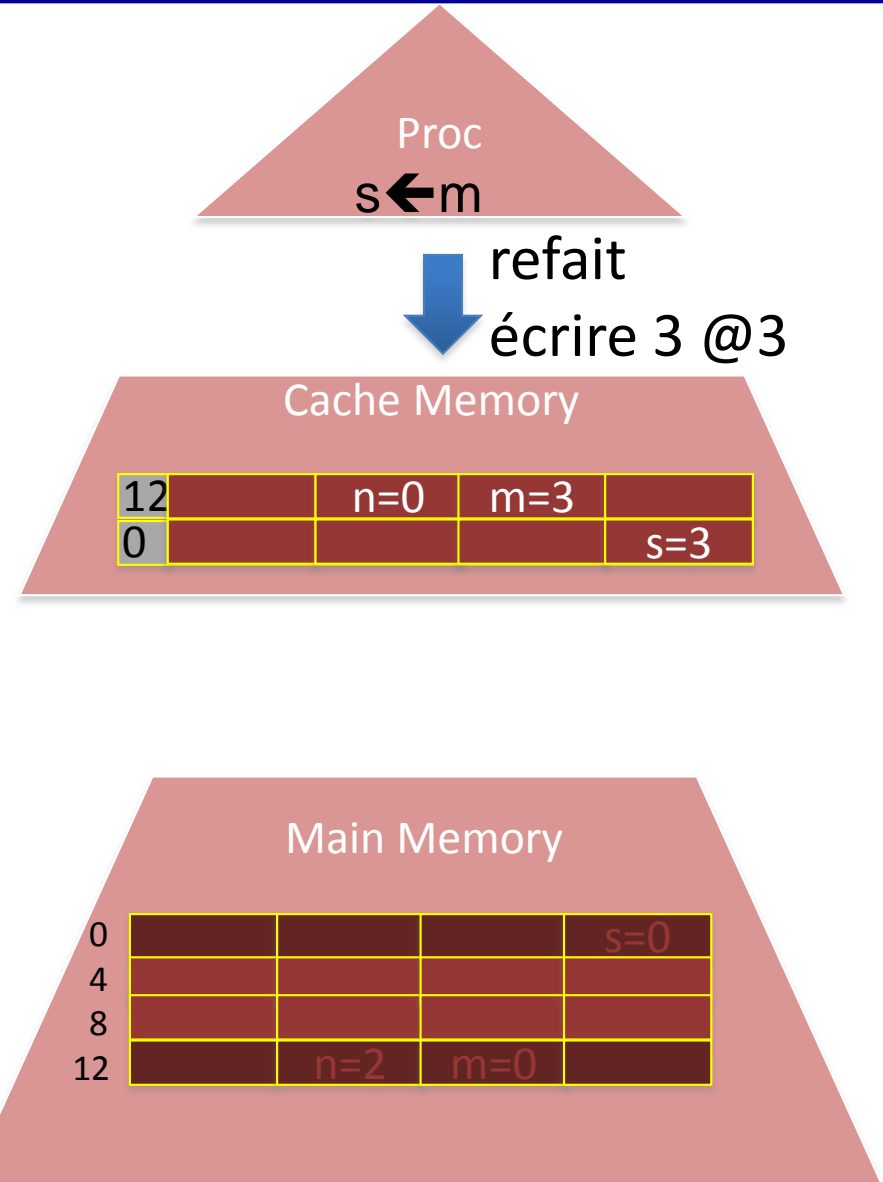 Proc
s🡸m
refait
écrire 3 @3
Cache Memory
12 n=0 m=3
0 s=3
Main Memory
0 s=0
4
8
12 n=2 m=0